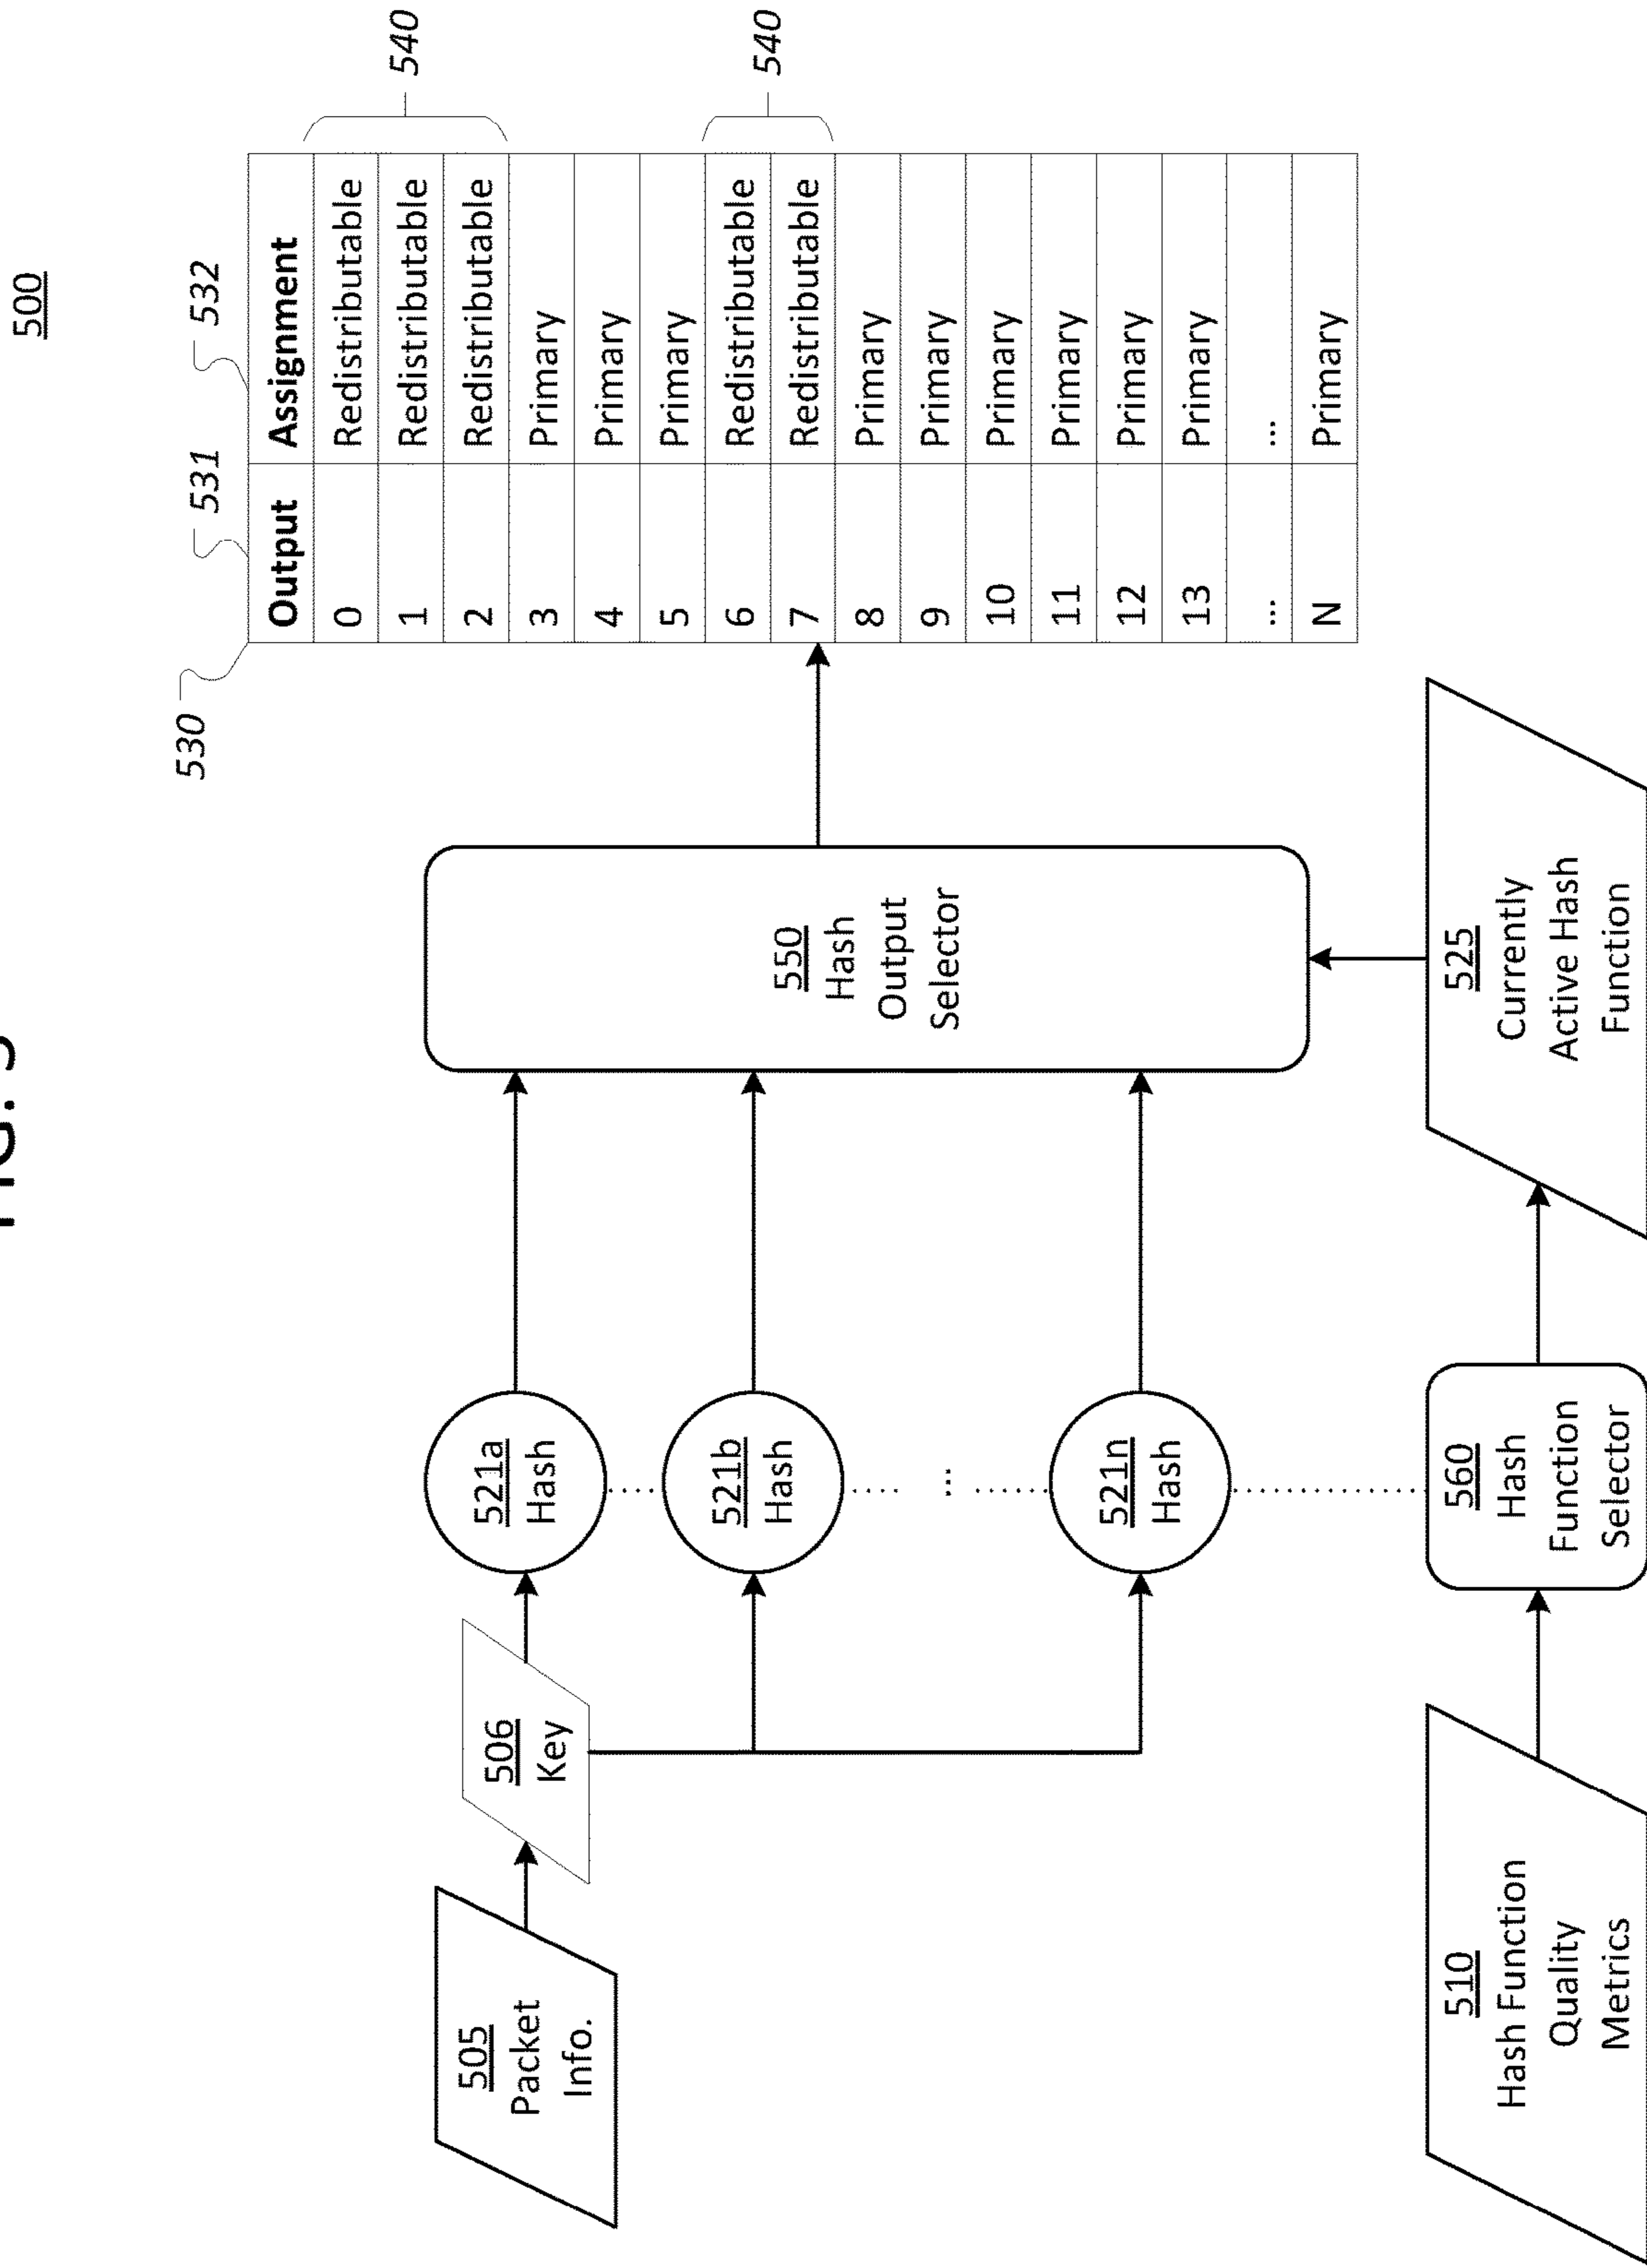 500
530
531
532
Output Assignment
0 Redistributable
1 Redistributable
2 Redistributable
3 Primary
4 Primary
5 Primary
6 Redistributable
7 Redistributable
8 Primary
9 Primary
10 Primary
11 Primary
12 Primary
13 Primary
... ...
N Primary
540
540
505
Packet
Info.
506
Key
521a
Hash
521b
Hash
...
521n
Hash
550
Hash
Output
Selector
510
Hash Function
Quality
Metrics
560
Hash
Function
Selector
525
Currently
Active Hash
Function